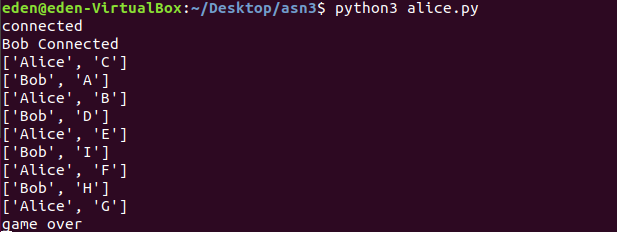 eden@eden-VirtualBox:~/Desktop/asn3$ python3 alice.py
connected
Bob Connected
['Alice', 'C']
['Bob', 'A']
['Alice', 'B']
['Bob', 'D']
['Alice', 'E']
['Bob', 'I']
['Alice', 'F']
['Bob', 'H']
['Alice', 'G']
game over